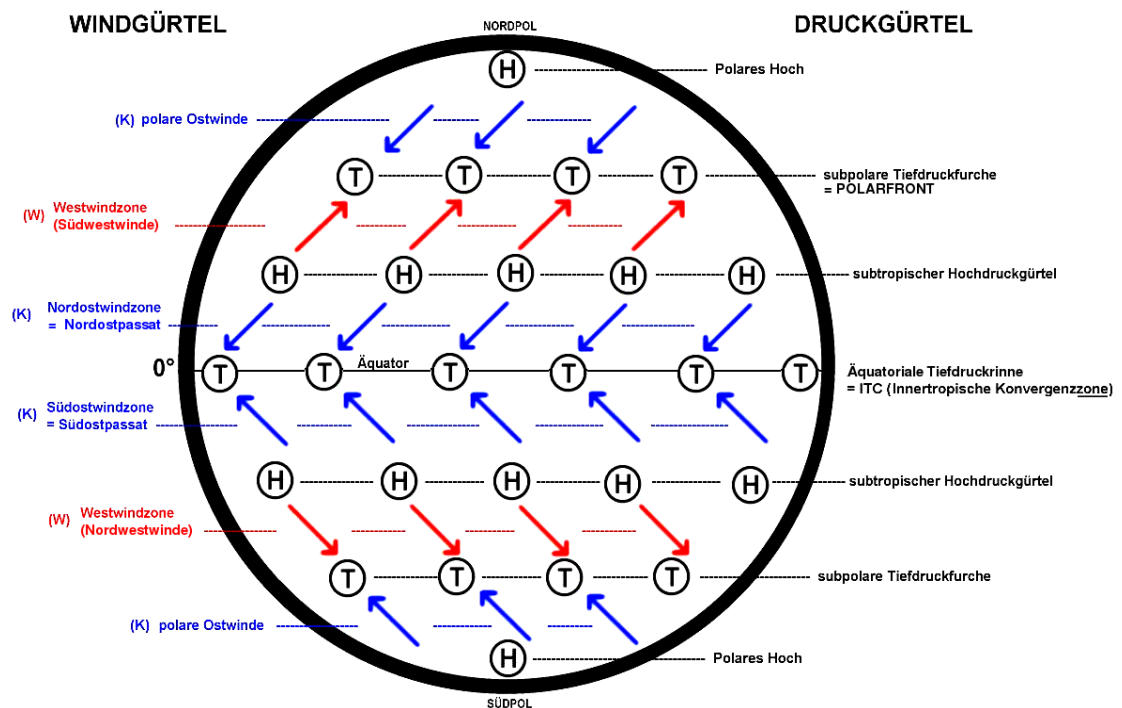 WINDGÜRTEL
NORDPOL
DRUCKGÜRTEL
H
Polares Hoch
(K) polare Ostwinde
T T T T
subpolare Tiefdruckfurche
= POLARFRONT
(W) Westwindzone
(Südwestwinde)
H H H H H
subtropischer Hochdruckgürtel
(K) Nordostwindzone
= Nordostpassat
0°
T T Äquator T T T T
Äquatoriale Tiefdruckrinne
= ITC (Innertropische Konvergenzzone)
(K) Südostwindzone
= Südostpassat
H H H H H
subtropischer Hochdruckgürtel
(W) Westwindzone
(Nordwestwinde)
T T T T
subpolare Tiefdruckfurche
(K) polare Ostwinde
H
Polares Hoch
SÜDPOL